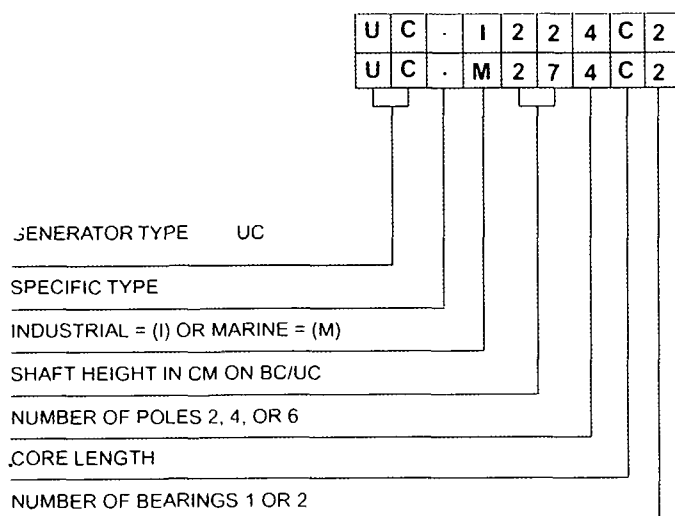 U C . I 2 2 4 C 2
U C . M 2 7 4 C 2
GENERATOR TYPE UC
SPECIFIC TYPE
INDUSTRIAL = (I) OR MARINE = (M)
SHAFT HEIGHT IN CM ON BC/UC
NUMBER OF POLES 2, 4, OR 6
CORE LENGTH
NUMBER OF BEARINGS 1 OR 2